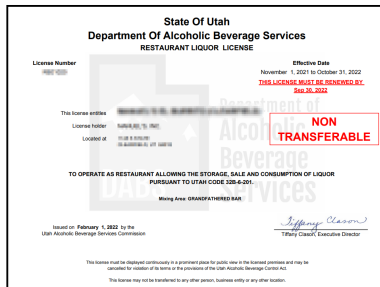 State Of Utah
Department Of Alcoholic Beverage Services
RESTAURANT LIQUOR LICENSE
License Number
Effective Date
November 1, 2021 to October 31, 2022
THIS LICENSE MUST BE RENEWED BY
Sep 30, 2022
This license entitles
License holder
Located at
NON
TRANSFERABLE
Department of
Alcoholic
Beverage
Services
DABS
TO OPERATE AS RESTAURANT ALLOWING THE STORAGE, SALE AND CONSUMPTION OF LIQUOR
PURSUANT TO UTAH CODE 32B-6-201.
Mixing Area: GRANDFATHERED BAR
Issued on February 1, 2022 by the
Utah Alcoholic Beverage Services Commission
Tiffany Clason
Tiffany Clason, Executive Director
This license must be displayed continuously in a prominent place for public view in the licensed premises and may be
cancelled for violation of its terms or the provisions of the Utah Alcoholic Beverage Control Act.
This license may not be transferred to any other person, business entity or any other location.